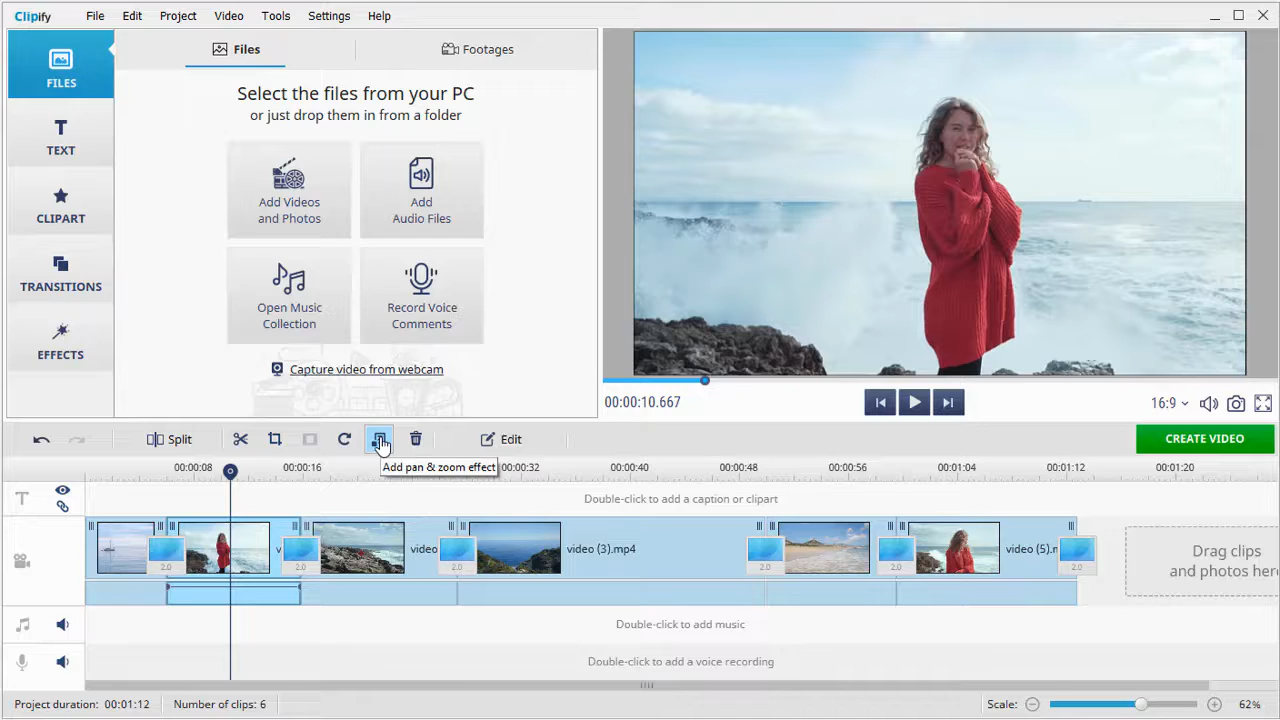 Clipify File Edit Project Video Tools Settings Help
FILES
TEXT
CLIPART
TRANSITIONS
EFFECTS
Files Footages
Select the files from your PC
or just drop them in from a folder
Add Videos
and Photos
Add
Audio Files
Open Music
Collection
Record Voice
Comments
Capture video from webcam
00:00:10.667
16:9
Split Edit
CREATE VIDEO
Add pan & zoom effect
00:00:08 00:00:16 00:00:32 00:00:40 00:00:48 00:00:56 00:01:04 00:01:12 00:01:20
T Double-click to add a caption or clipart
video video (3).mp4 video (5).
2.0 2.0 2.0 2.0 2.0 2.0
Drag clips
and photos here
Double-click to add music
Double-click to add a voice recording
Project duration: 00:01:12 Number of clips: 6 Scale: 62%